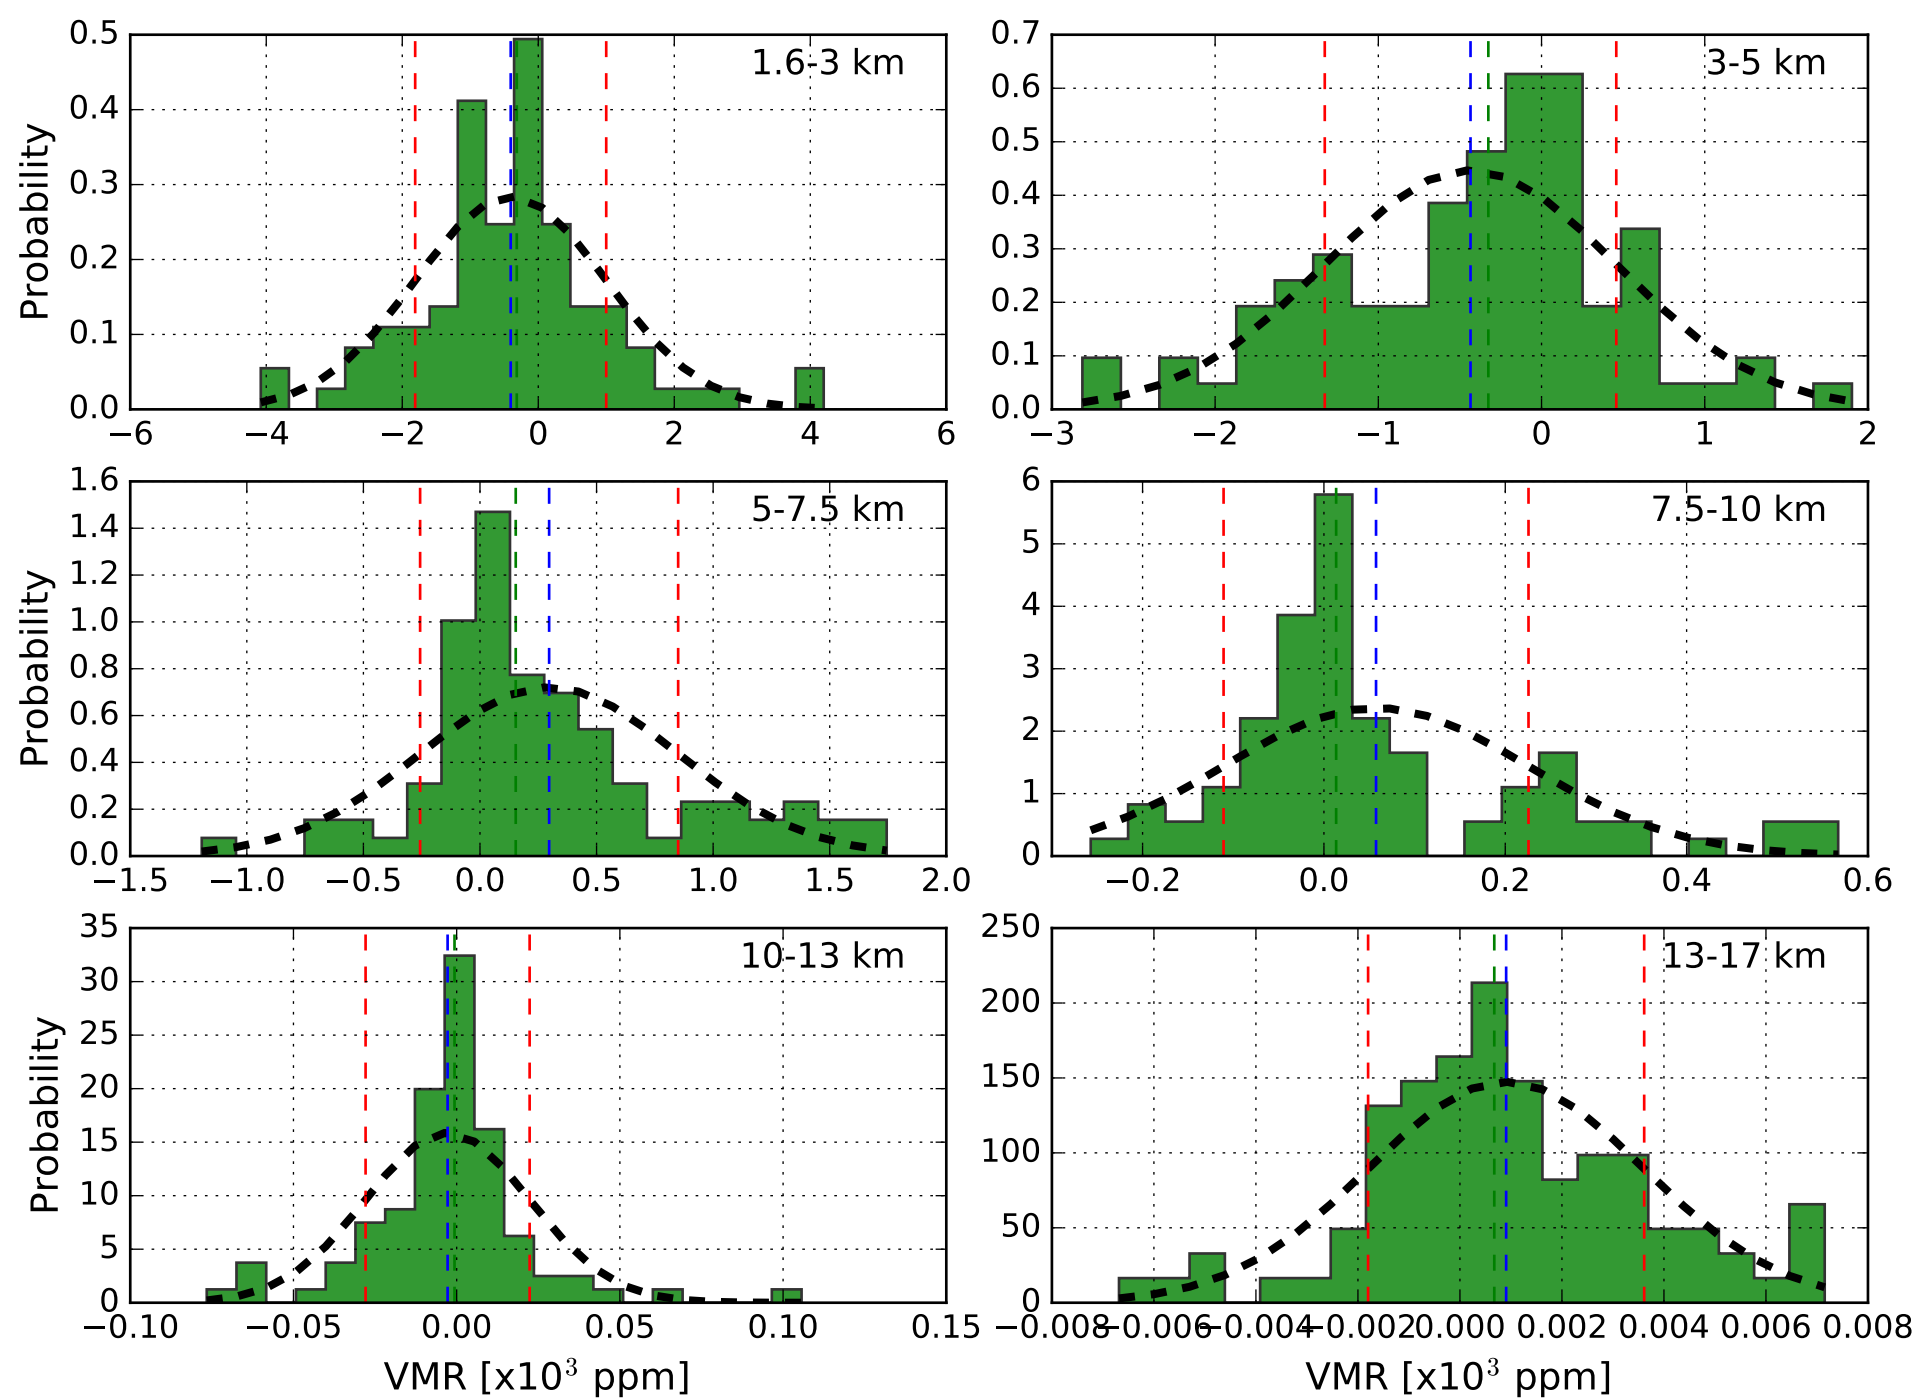 0.5
0.4
0.3
0.2
0.1
0.0
Probability
1.6-3 km
−6 −4 −2 0 2 4 6
0.7
0.6
0.5
0.4
0.3
0.2
0.1
0.0
3-5 km
−3 −2 −1 0 1 2
1.6
1.4
1.2
1.0
0.8
0.6
0.4
0.2
0.0
Probability
5-7.5 km
−1.5 −1.0 −0.5 0.0 0.5 1.0 1.5 2.0
6
5
4
3
2
1
0
7.5-10 km
−0.2 0.0 0.2 0.4 0.6
35
30
25
20
15
10
5
0
Probability
10-13 km
−0.10 −0.05 0.00 0.05 0.10 0.15
VMR [x10³ ppm]
250
200
150
100
50
0
13-17 km
−0.008 −0.006 −0.004 −0.002 0.000 0.002 0.004 0.006 0.008
VMR [x10³ ppm]